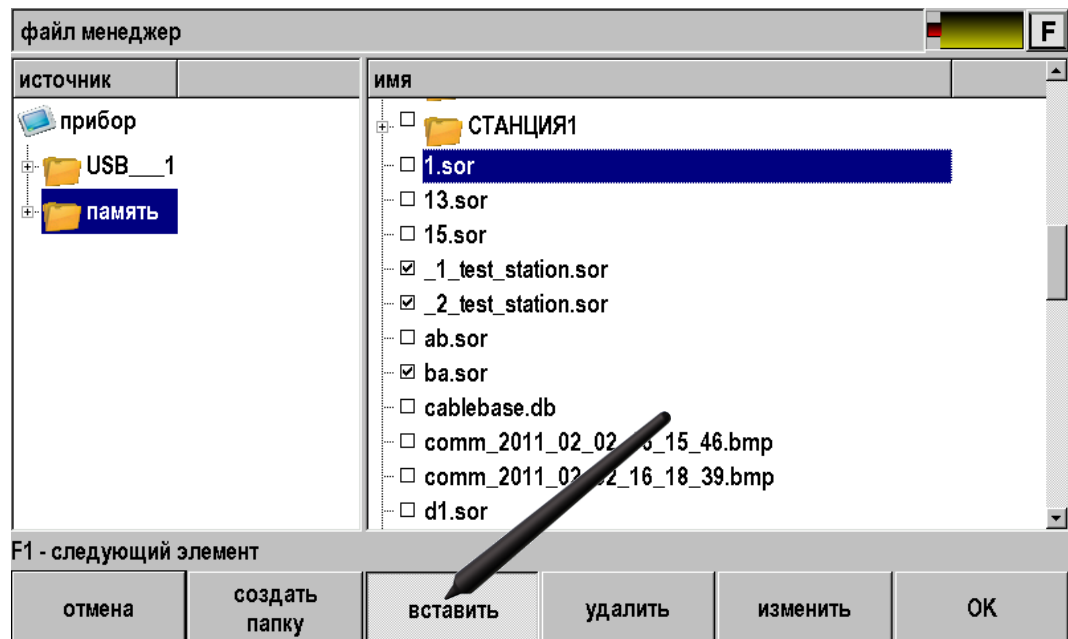 файл менеджер
F
источник
имя
прибор
USB___1
память
СТАНЦИЯ1
1.sor
13.sor
15.sor
_1_test_station.sor
_2_test_station.sor
ab.sor
ba.sor
cablebase.db
comm_2011_02_02_16_15_46.bmp
comm_2011_02_02_16_18_39.bmp
d1.sor
F1 - следующий элемент
отмена
создать
папку
вставить
удалить
изменить
OK